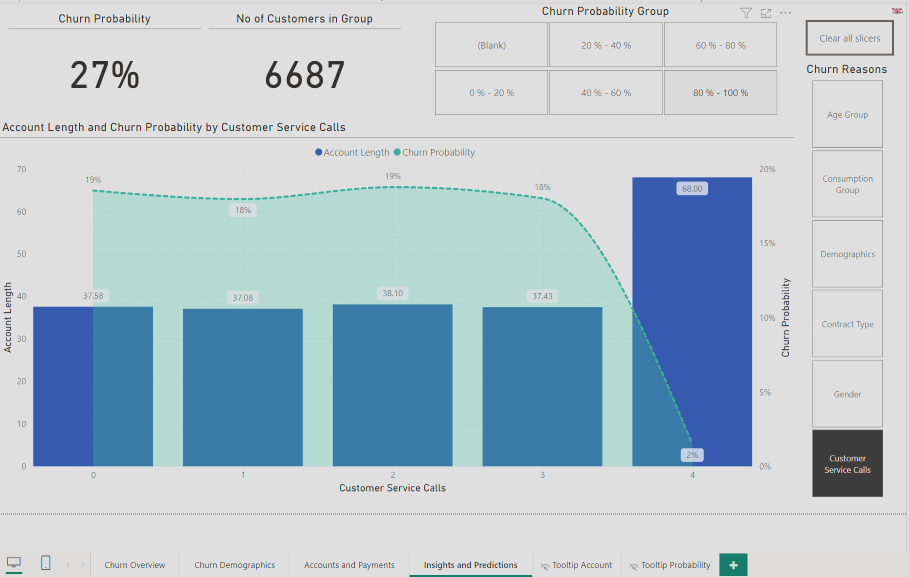 Churn Probability
No of Customers in Group
Churn Probability Group
27%
6687
(Blank)
20 % - 40 %
60 % - 80 %
0 % - 20 %
40 % - 60 %
80 % - 100 %
Clear all slicers
Churn Reasons
Age Group
Consumption
Group
Demographics
Contract Type
Gender
Customer
Service Calls
Account Length and Churn Probability by Customer Service Calls
Account Length
Churn Probability
70
60
50
40
30
20
10
0
Account Length
19%
18%
19%
18%
2%
37.58
37.08
38.10
37.43
68.00
20%
15%
10%
5%
0%
Churn Probability
0
1
2
3
4
Customer Service Calls
Churn Overview
Churn Demographics
Accounts and Payments
Insights and Predictions
Tooltip Account
Tooltip Probability